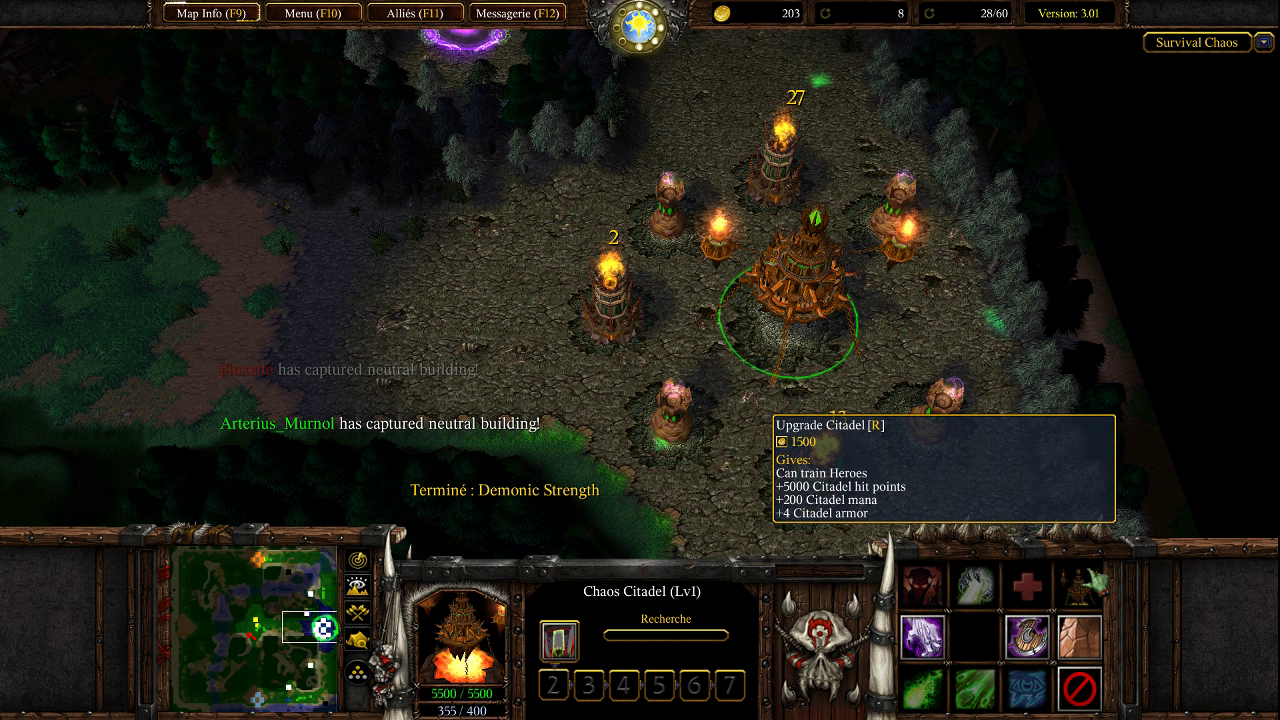 Map Info (F9) Menu (F10) Alliés (F11) Messagerie (F12) 203 8 28/60 Version: 3.01
Survival Chaos
27
2
plozette has captured neutral building!
Arterius_Murnol has captured neutral building!
Terminé : Demonic Strength
Upgrade Citadel [R]
1500
Gives:
Can train Heroes
+5000 Citadel hit points
+200 Citadel mana
+4 Citadel armor
Chaos Citadel (Lv1)
Recherche
2 3 4 5 6 7
5500 / 5500
355 / 400